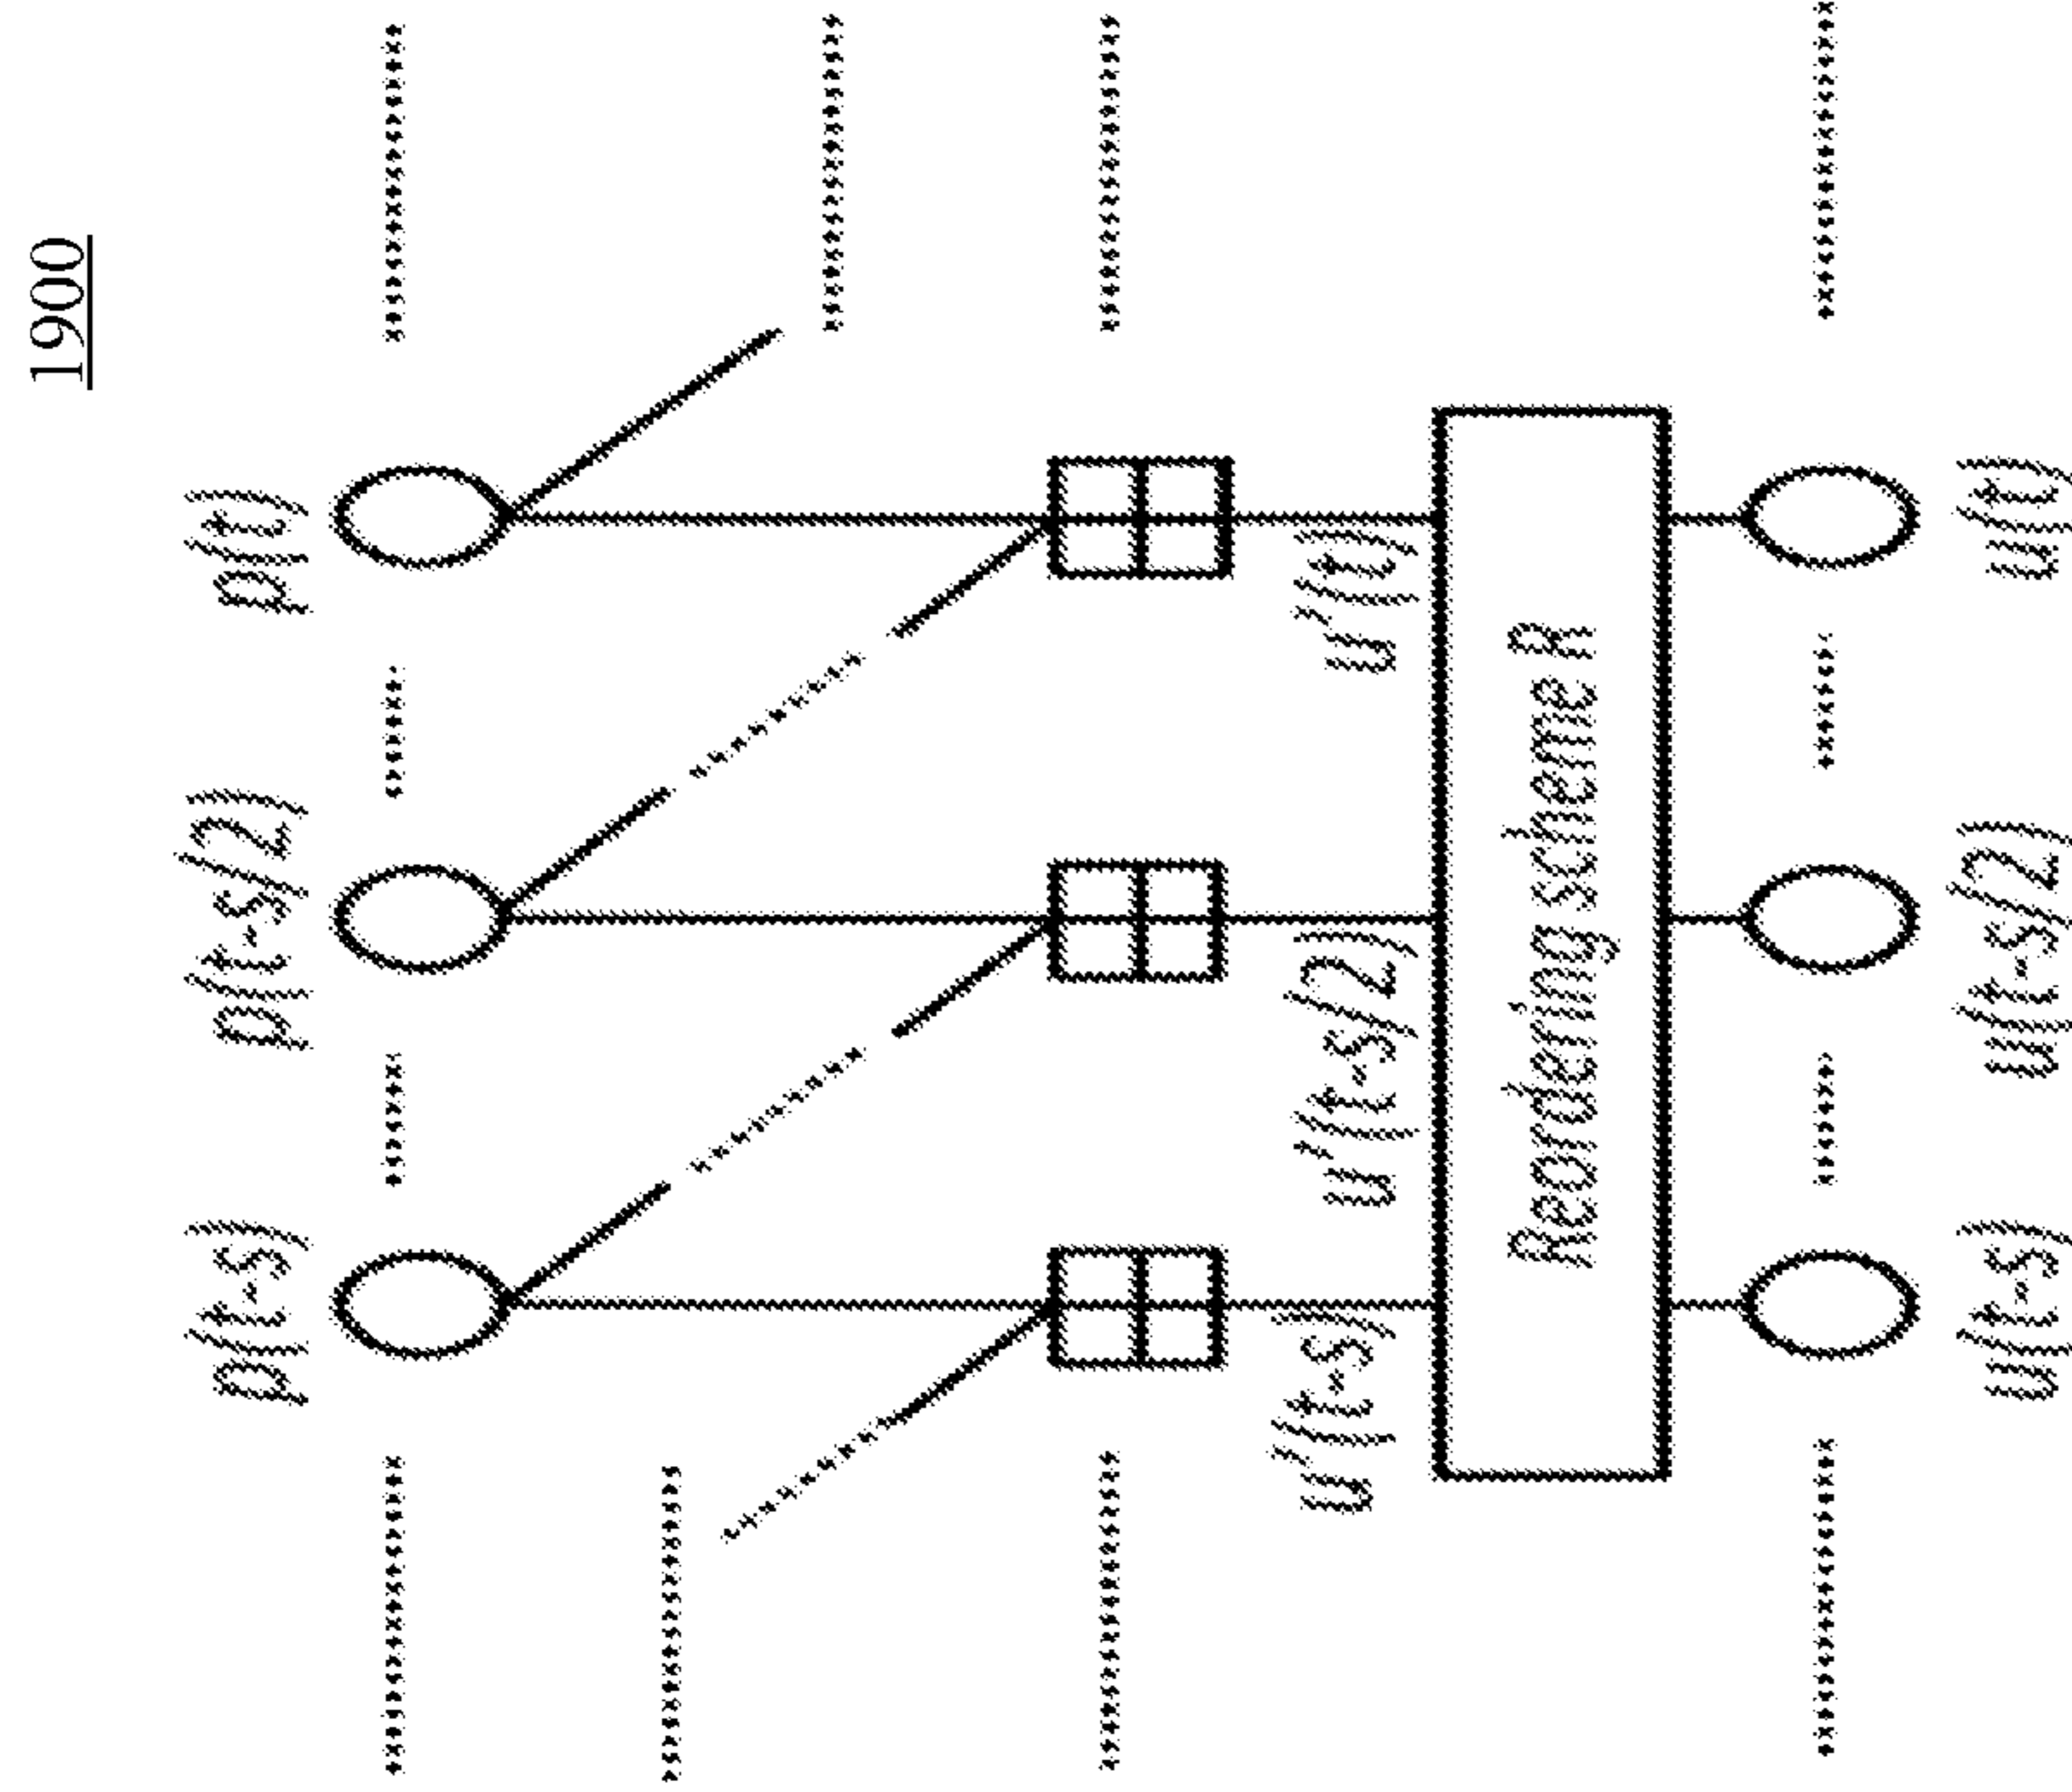 1900
p(t-s)
p(t-s/2)
p(t)
u'(t-s)
u'(t-s/2)
u'(t)
Reordering scheme R
u(t-s)
u(t-s/2)
u(t)